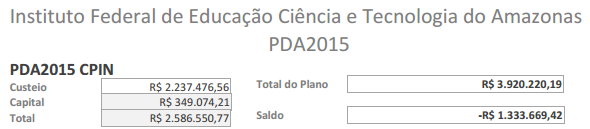 Instituto Federal de Educação Ciência e Tecnologia do Amazonas
PDA2015
PDA2015 CPIN
Custeio R$ 2.237.476,56 Total do Plano R$ 3.920.220,19
Capital R$ 349.074,21
Total R$ 2.586.550,77 Saldo -R$ 1.333.669,42